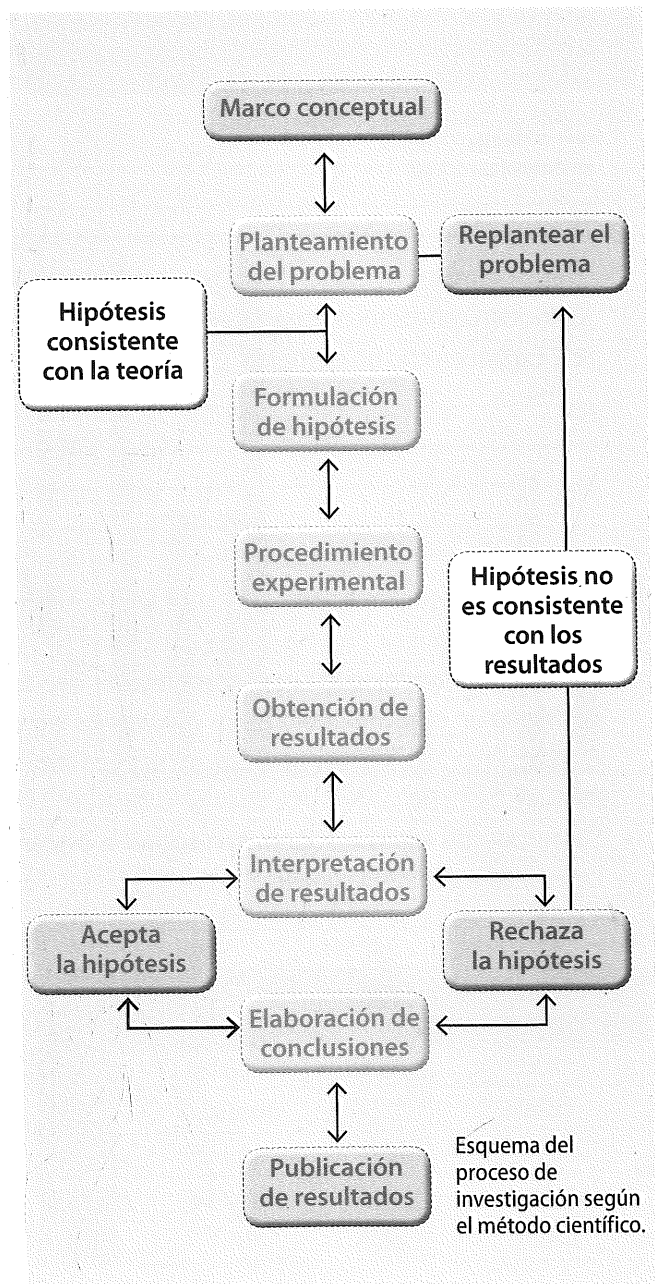 Marco conceptual
Planteamiento
del problema
Replantear el
problema
Hipótesis
consistente
con la teoría
Formulación
de hipótesis
Procedimiento
experimental
Hipótesis no
es consistente
con los
resultados
Obtención de
resultados
Interpretación
de resultados
Acepta
la hipótesis
Rechaza
la hipótesis
Elaboración de
conclusiones
Publicación
de resultados
Esquema del
proceso de
investigación según
el método científico.